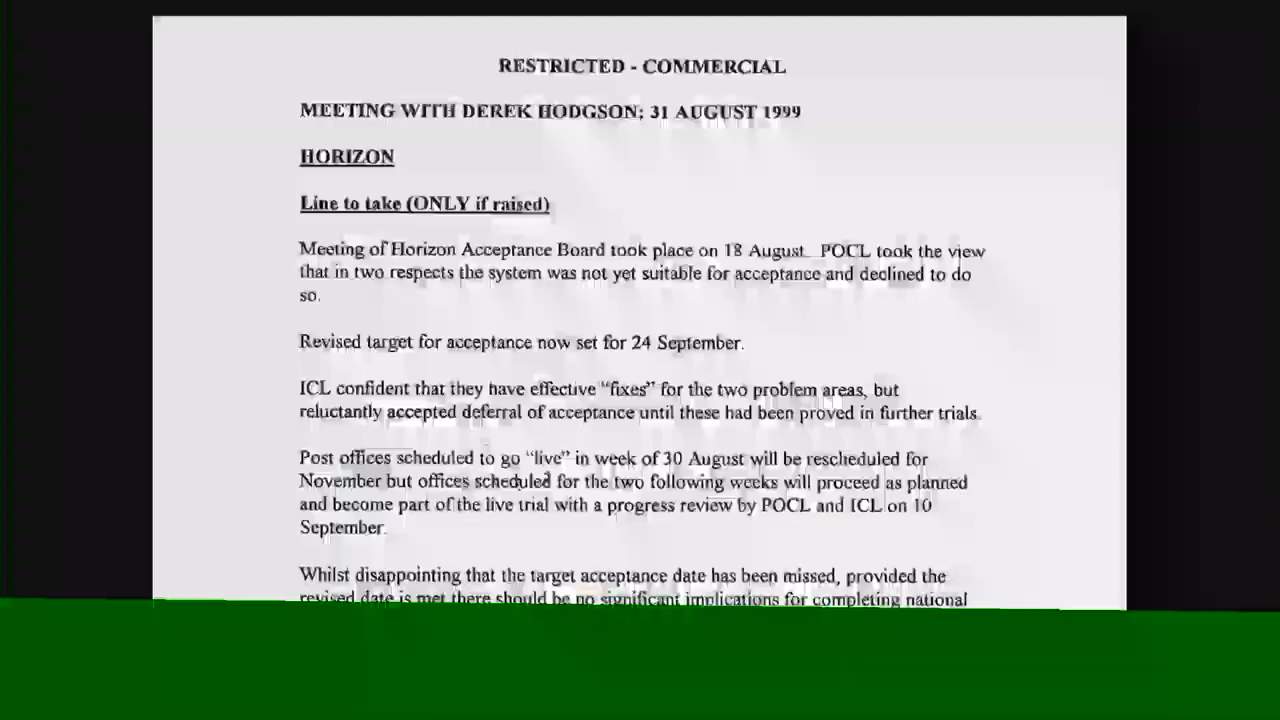 RESTRICTED - COMMERCIAL
MEETING WITH DEREK HODGSON; 31 AUGUST 1999
HORIZON
Line to take (ONLY if raised)
Meeting of Horizon Acceptance Board took place on 18 August. POCL took the view
that in two respects the system was not yet suitable for acceptance and declined to do
so.
Revised target for acceptance now set for 24 September.
ICL confident that they have effective “fixes” for the two problem areas, but
reluctantly accepted deferral of acceptance until these had been proved in further trials.
Post offices scheduled to go “live” in week of 30 August will be rescheduled for
November but offices scheduled for the two following weeks will proceed as planned
and become part of the live trial with a progress review by POCL and ICL on 10
September.
Whilst disappointing that the target acceptance date has been missed, provided the
revised date is met there should be no significant implications for completing national